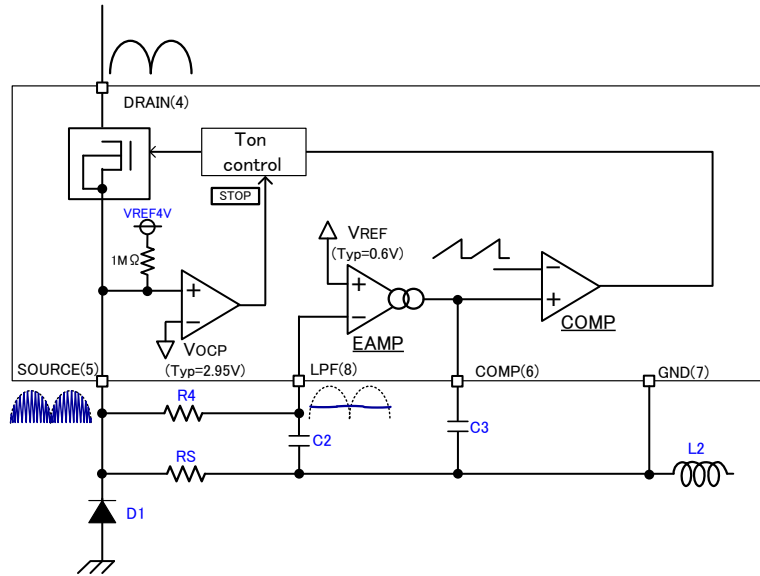 DRAIN(4)
Ton
control
STOP
VREF4V
1MΩ
VREF
(Typ=0.6V)
+
−
+
−
−
+
COMP
EAMP
VOCP
(Typ=2.95V)
SOURCE(5)
LPF(8)
COMP(6)
GND(7)
R4
C2
C3
RS
L2
D1